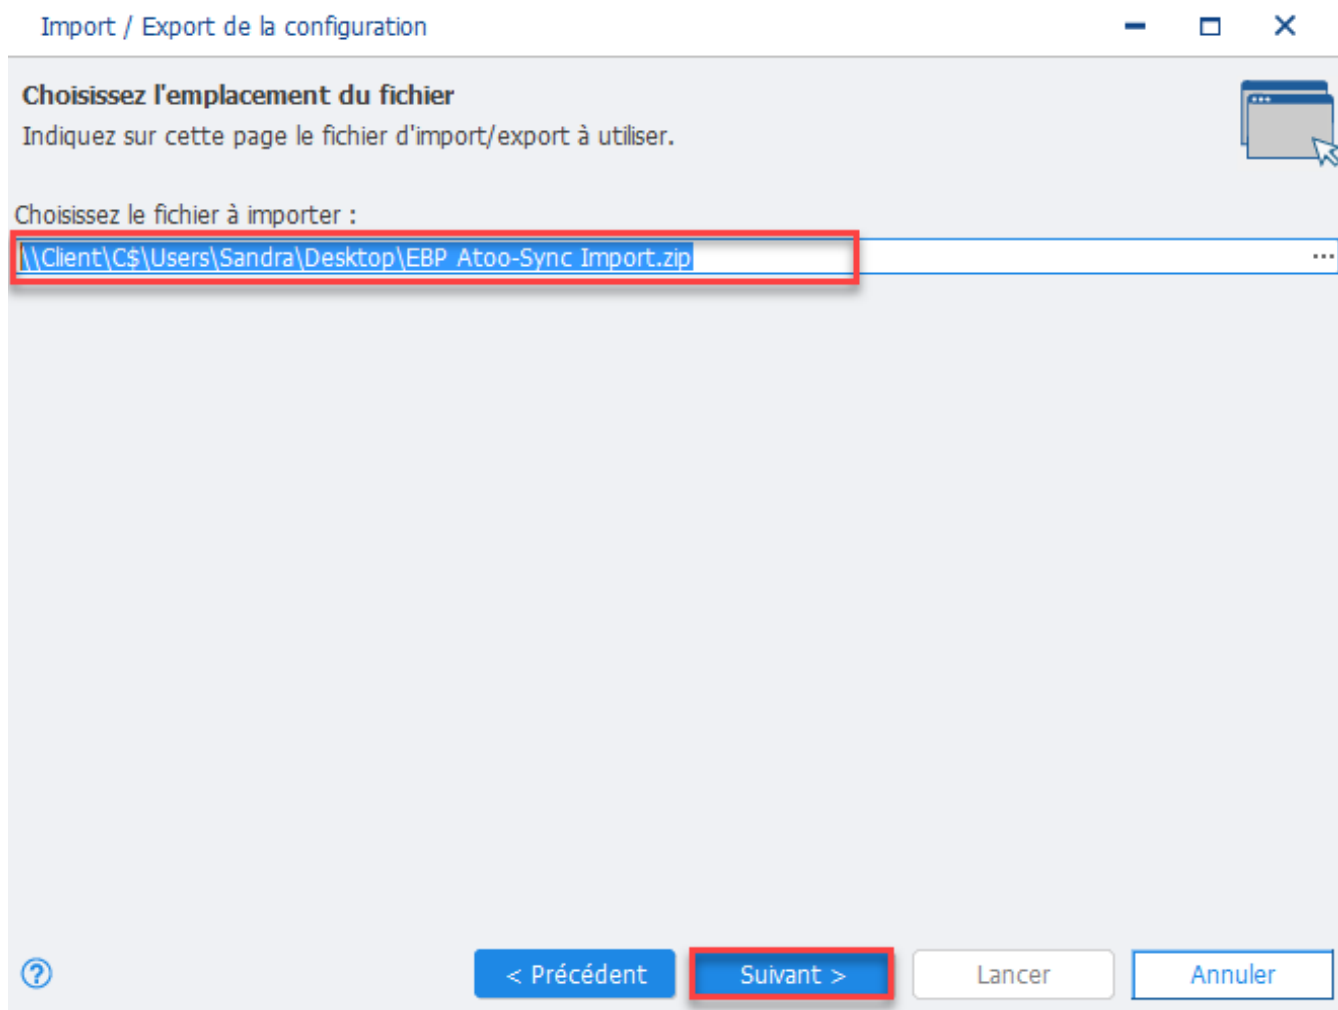 Import / Export de la configuration
Choisissez l'emplacement du fichier
Indiquez sur cette page le fichier d'import/export à utiliser.
Choisissez le fichier à importer :
\\Client\C$\Users\Sandra\Desktop\EBP Atoo-Sync Import.zip
...
?
< Précédent
Suivant >
Lancer
Annuler